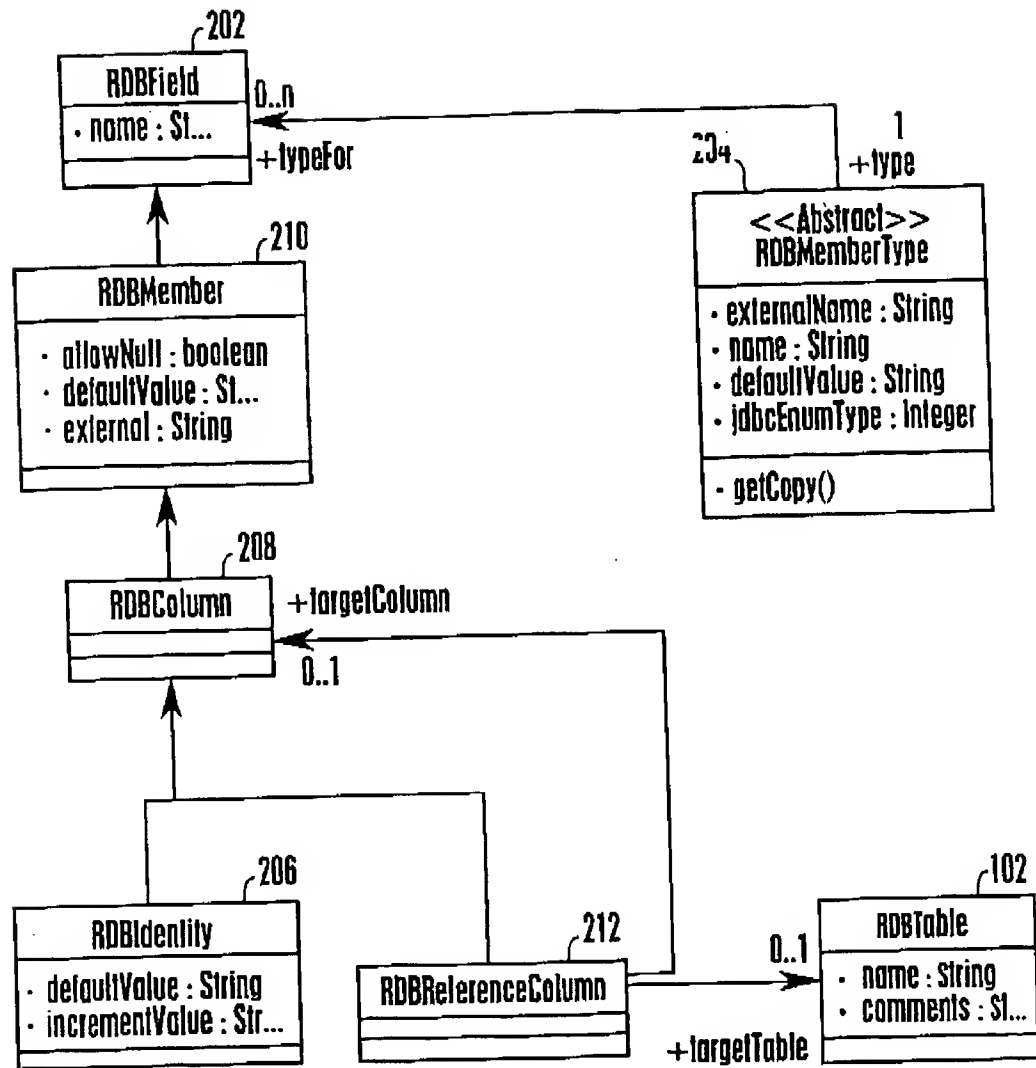 202
RDBField
0..n
· name : St...
+typeFor
1
204
+type
<<Abstract>>
RDBMemberType
· externalName : String
· name : String
· defaultValue : String
· jdbcEnumType : Integer
· getCopy()
210
RDBMember
· allowNull : boolean
· defaultValue : St...
· external : String
208
RDBColumn
+targetColumn
0..1
206
RDBIdentity
· defaultValue : String
· incrementValue : Str...
212
RDBReferenceColumn
0..1
+targetTable
102
RDBTable
· name : String
· comments : St...